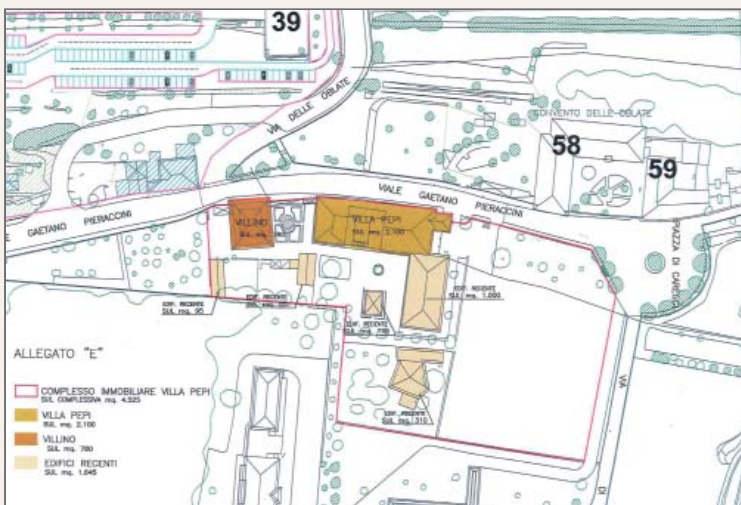 39
VIA DELLE OBLATE
CONVENTO DELLE OBLATE
58
59
VIALE GAETANO PIERACCINI
E GAETANO PIERACCINI
VILLINO
VILLA PEPI
SUL mq. 2.100
PIAZZA DI CAREGGI
EDIF. RECENTE
SUL mq. 1.000
EDIF. RECENTE
SUL mq. 95
EDIF. RECENTE
EDIF. RECENTE
EDIF. RECENTE
SUL mq. 310
VIA
DI
ALLEGATO "E"
COMPLESSO IMMOBILIARE VILLA PEPI
SUL COMPLESSIVA mq. 4.525
VILLA PEPI
SUL mq. 2.100
VILLINO
SUL mq. 780
EDIFICI RECENTI
SUL mq. 1.645